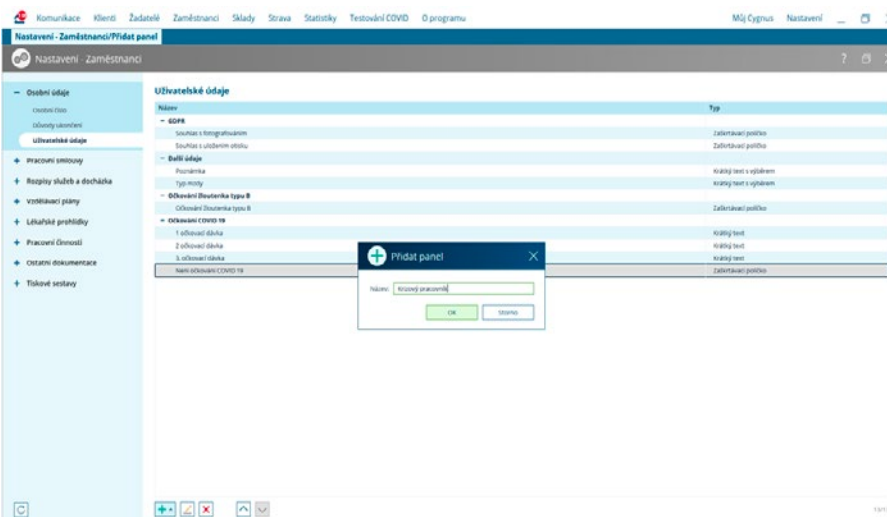 Komunikace Klienti Žadatelé Zaměstnanci Sklady Strava Statistiky Testování COVID O programu Můj Cygnus Nastavení
Nastavení - Zaměstnanci/Přidat panel
Nastavení - Zaměstnanci
Osobní údaje
Osobní číslo
Důvody ukončení
Uživatelské údaje
Pracovní smlouvy
Rozpisy služeb a docházka
Vzdělávací plány
Lékařské prohlídky
Pracovní činnosti
Ostatní dokumentace
Tiskové sestavy
Uživatelské údaje
Název Typ
GDPR
Souhlas s fotografováním Zaškrtávací políčko
Souhlas s uložením otisku Zaškrtávací políčko
Další údaje
Poznámka Krátký text s výběrem
Typ mzdy Krátký text s výběrem
Očkování žloutenka typu B
Očkování žloutenka typu B Zaškrtávací políčko
Očkování COVID 19
1 očkovací dávka Krátký text
2 očkovací dávka Krátký text
3. očkovací dávka Krátký text
Není očkován COVID 19 Zaškrtávací políčko
Přidat panel
Název: Krizový pracovník
OK Storno